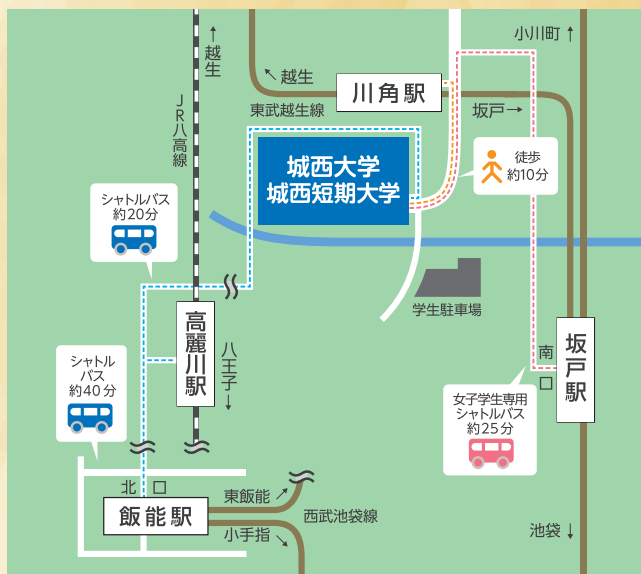 小川町↑
↑越生
↖越生
川角駅
東武越生線
坂戸→
JR八高線
城西大学
城西短期大学
徒歩
約10分
シャトルバス
約20分
学生駐車場
高麗川駅
八王子↓
坂戸駅
南口
シャトル
バス
約40分
女子学生専用
シャトルバス
約25分
北口
飯能駅
東飯能↗
西武池袋線
小手指↘
池袋↓